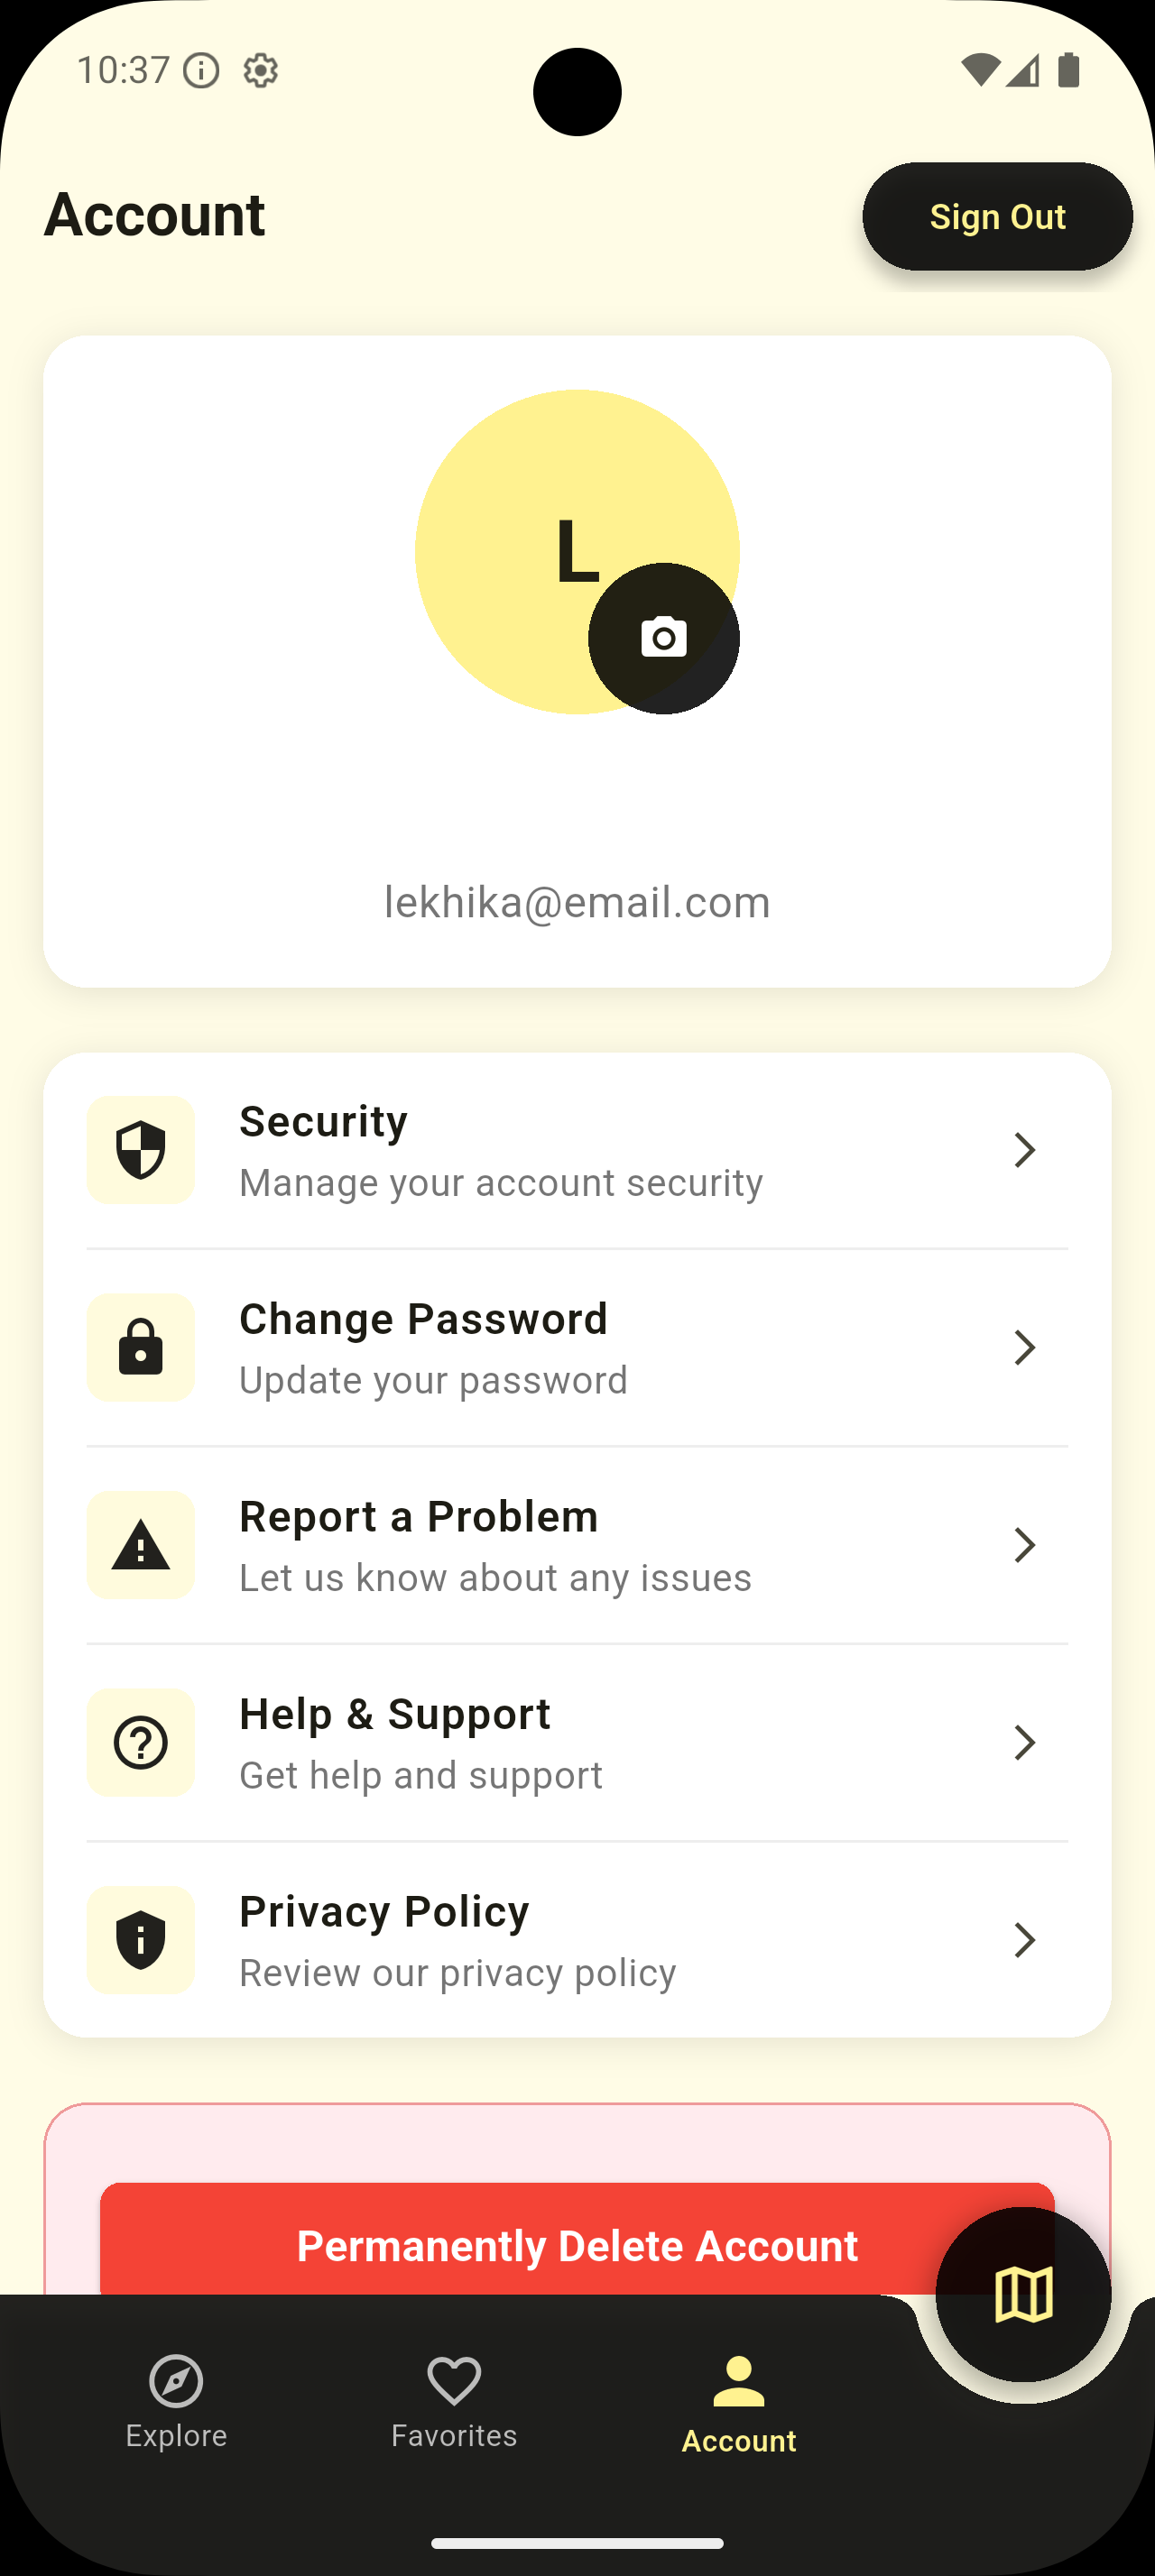 10:37
Account
Sign Out
L
lekhika@email.com
Security
Manage your account security
Change Password
Update your password
Report a Problem
Let us know about any issues
Help & Support
Get help and support
Privacy Policy
Review our privacy policy
Permanently Delete Account
Explore
Favorites
Account